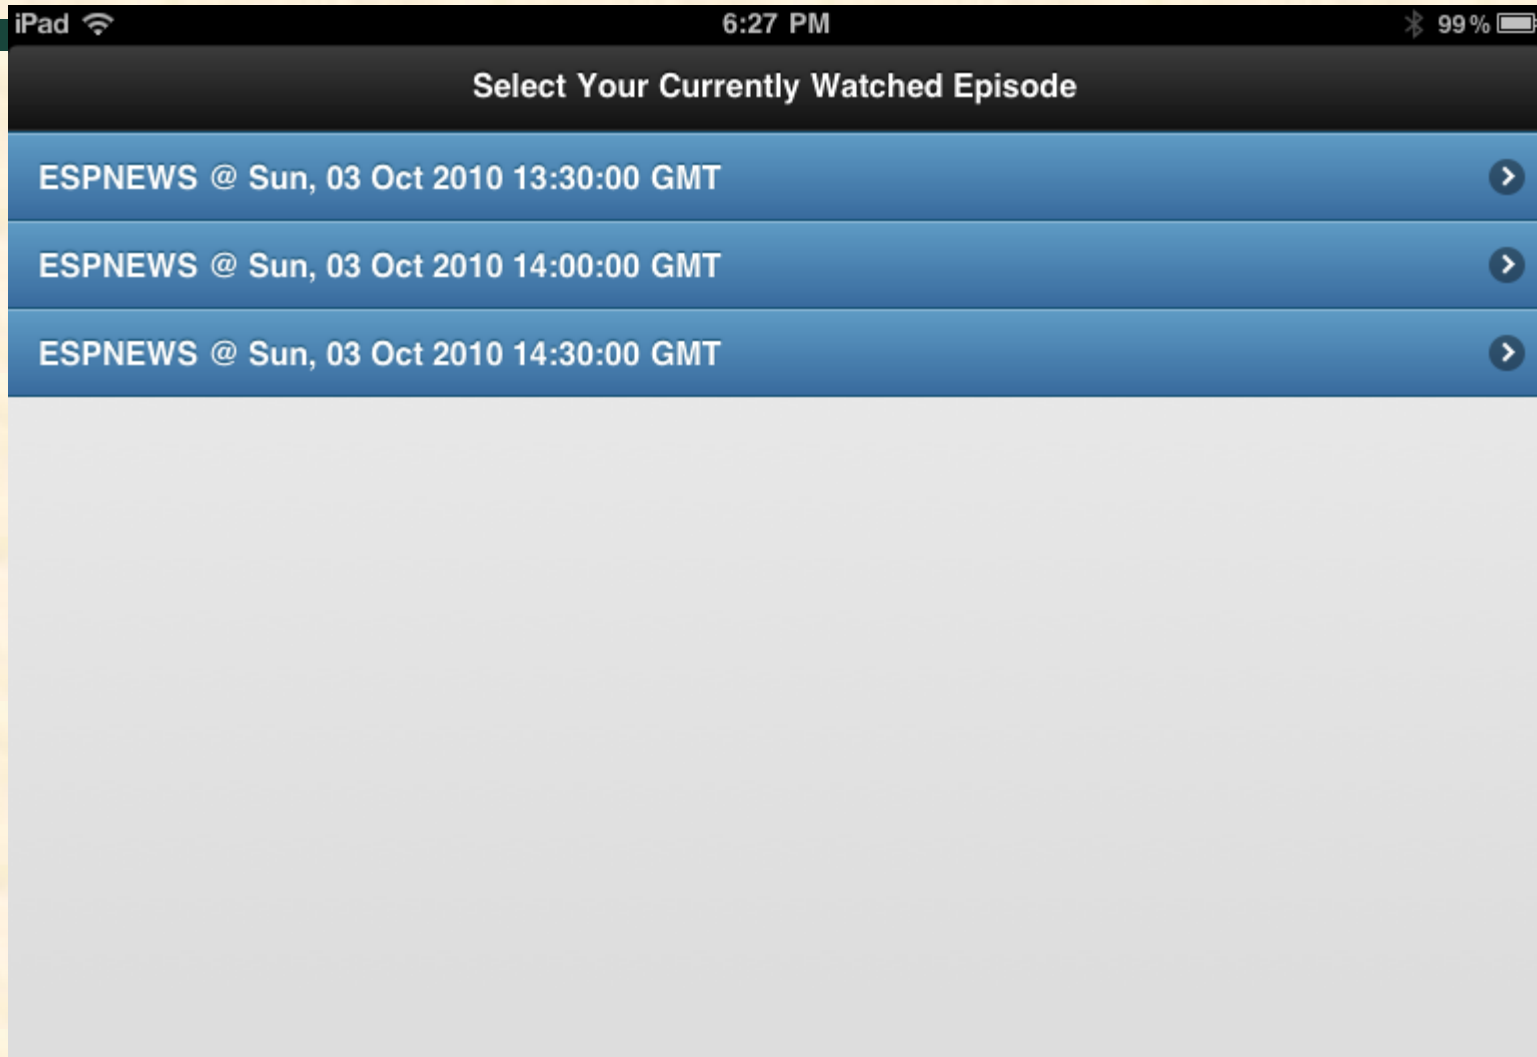 iPad
6:27 PM
99%
Select Your Currently Watched Episode
ESPNEWS @ Sun, 03 Oct 2010 13:30:00 GMT
ESPNEWS @ Sun, 03 Oct 2010 14:00:00 GMT
ESPNEWS @ Sun, 03 Oct 2010 14:30:00 GMT